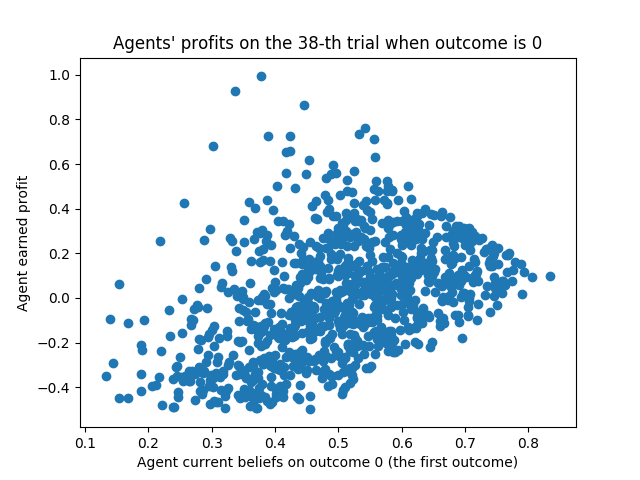 Agents' profits on the 38-th trial when outcome is 0
1.0
0.8
0.6
0.4
0.2
0.0
−0.2
−0.4
Agent earned profit
0.1 0.2 0.3 0.4 0.5 0.6 0.7 0.8
Agent current beliefs on outcome 0 (the first outcome)